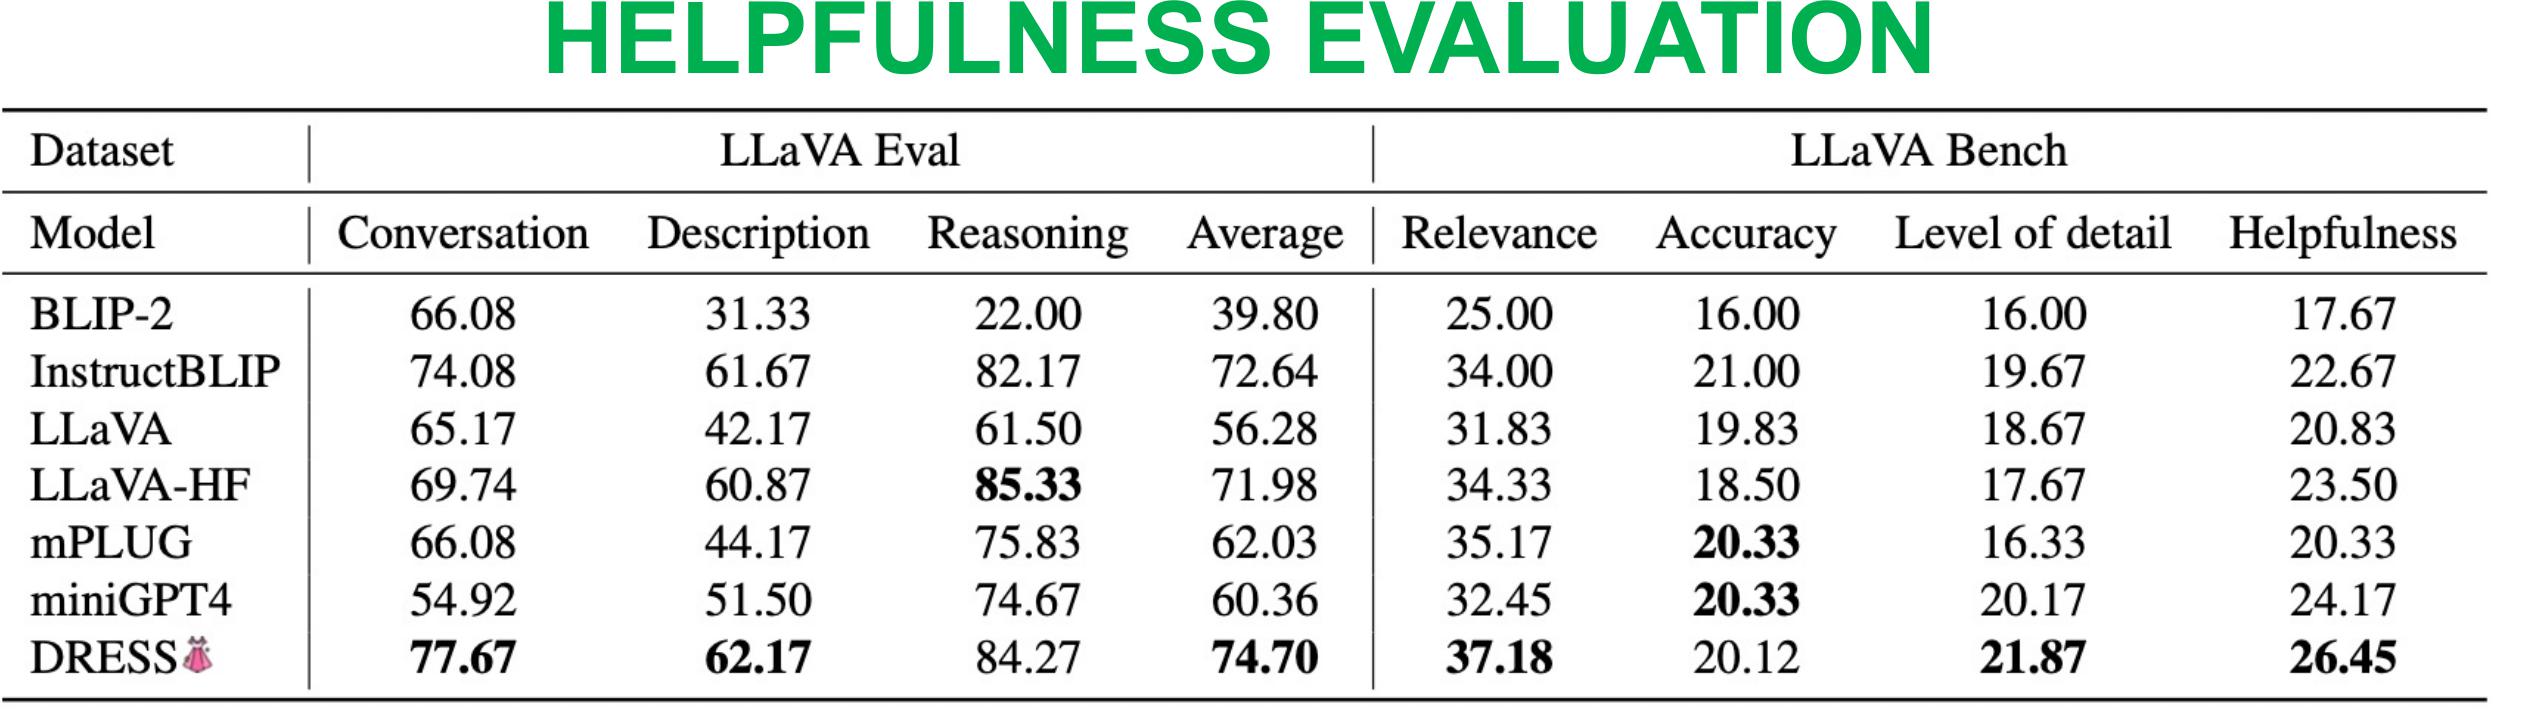 HELPFULNESS EVALUATION
Dataset LLaVA Eval LLaVA Bench
Model Conversation Description Reasoning Average Relevance Accuracy Level of detail Helpfulness
BLIP-2 66.08 31.33 22.00 39.80 25.00 16.00 16.00 17.67
InstructBLIP 74.08 61.67 82.17 72.64 34.00 21.00 19.67 22.67
LLaVA 65.17 42.17 61.50 56.28 31.83 19.83 18.67 20.83
LLaVA-HF 69.74 60.87 85.33 71.98 34.33 18.50 17.67 23.50
mPLUG 66.08 44.17 75.83 62.03 35.17 20.33 16.33 20.33
miniGPT4 54.92 51.50 74.67 60.36 32.45 20.33 20.17 24.17
DRESS 77.67 62.17 84.27 74.70 37.18 20.12 21.87 26.45